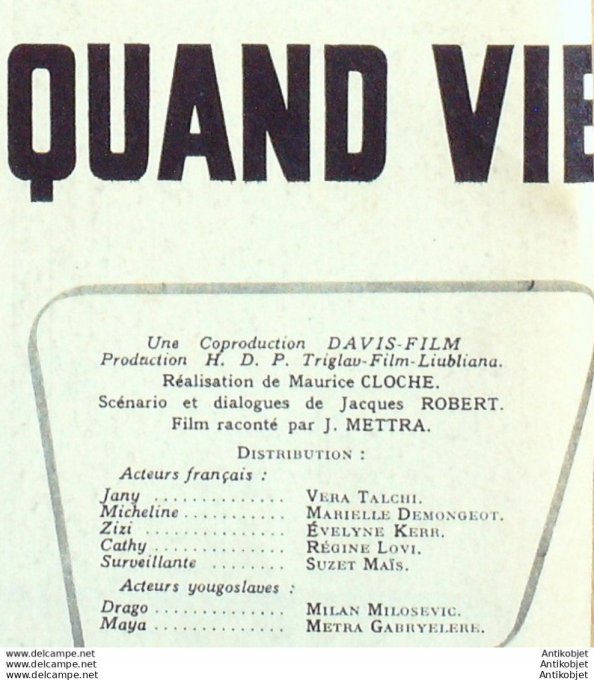 QUAND VIE
Une Coproduction DAVIS-FILM
Production H. D. P. Triglav-Film-Liubliana.
Réalisation de Maurice CLOCHE.
Scénario et dialogues de Jacques ROBERT.
Film raconté par J. METTRA.
DISTRIBUTION :
Acteurs français :
Jany .............. VERA TALCHI.
Micheline ............ MARIELLE DEMONGEOT.
Zizi ................ ÉVELYNE KERR.
Cathy .............. RÉGINE LOVI.
Surveillante ......... SUZET MAÏS.
Acteurs yougoslaves :
Drago .............. MILAN MILOSEVIC.
Maya .............. METRA GABRYELERE.
www.delcampe.net
www.delcampe.net
www.delcampe.net
Antikobjet
Antikobjet
Antikobjet